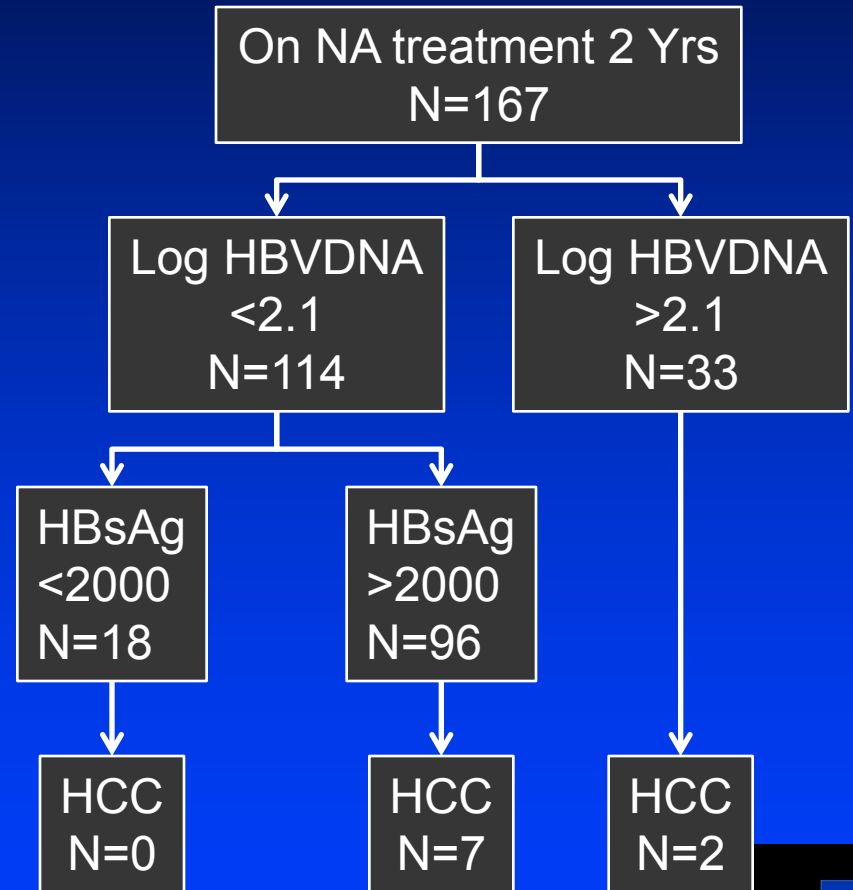 On NA treatment 2 Yrs
N=167
Log HBVDNA
<2.1
N=114
Log HBVDNA
>2.1
N=33
HBsAg
<2000
N=18
HBsAg
>2000
N=96
HCC
N=0
HCC
N=7
HCC
N=2